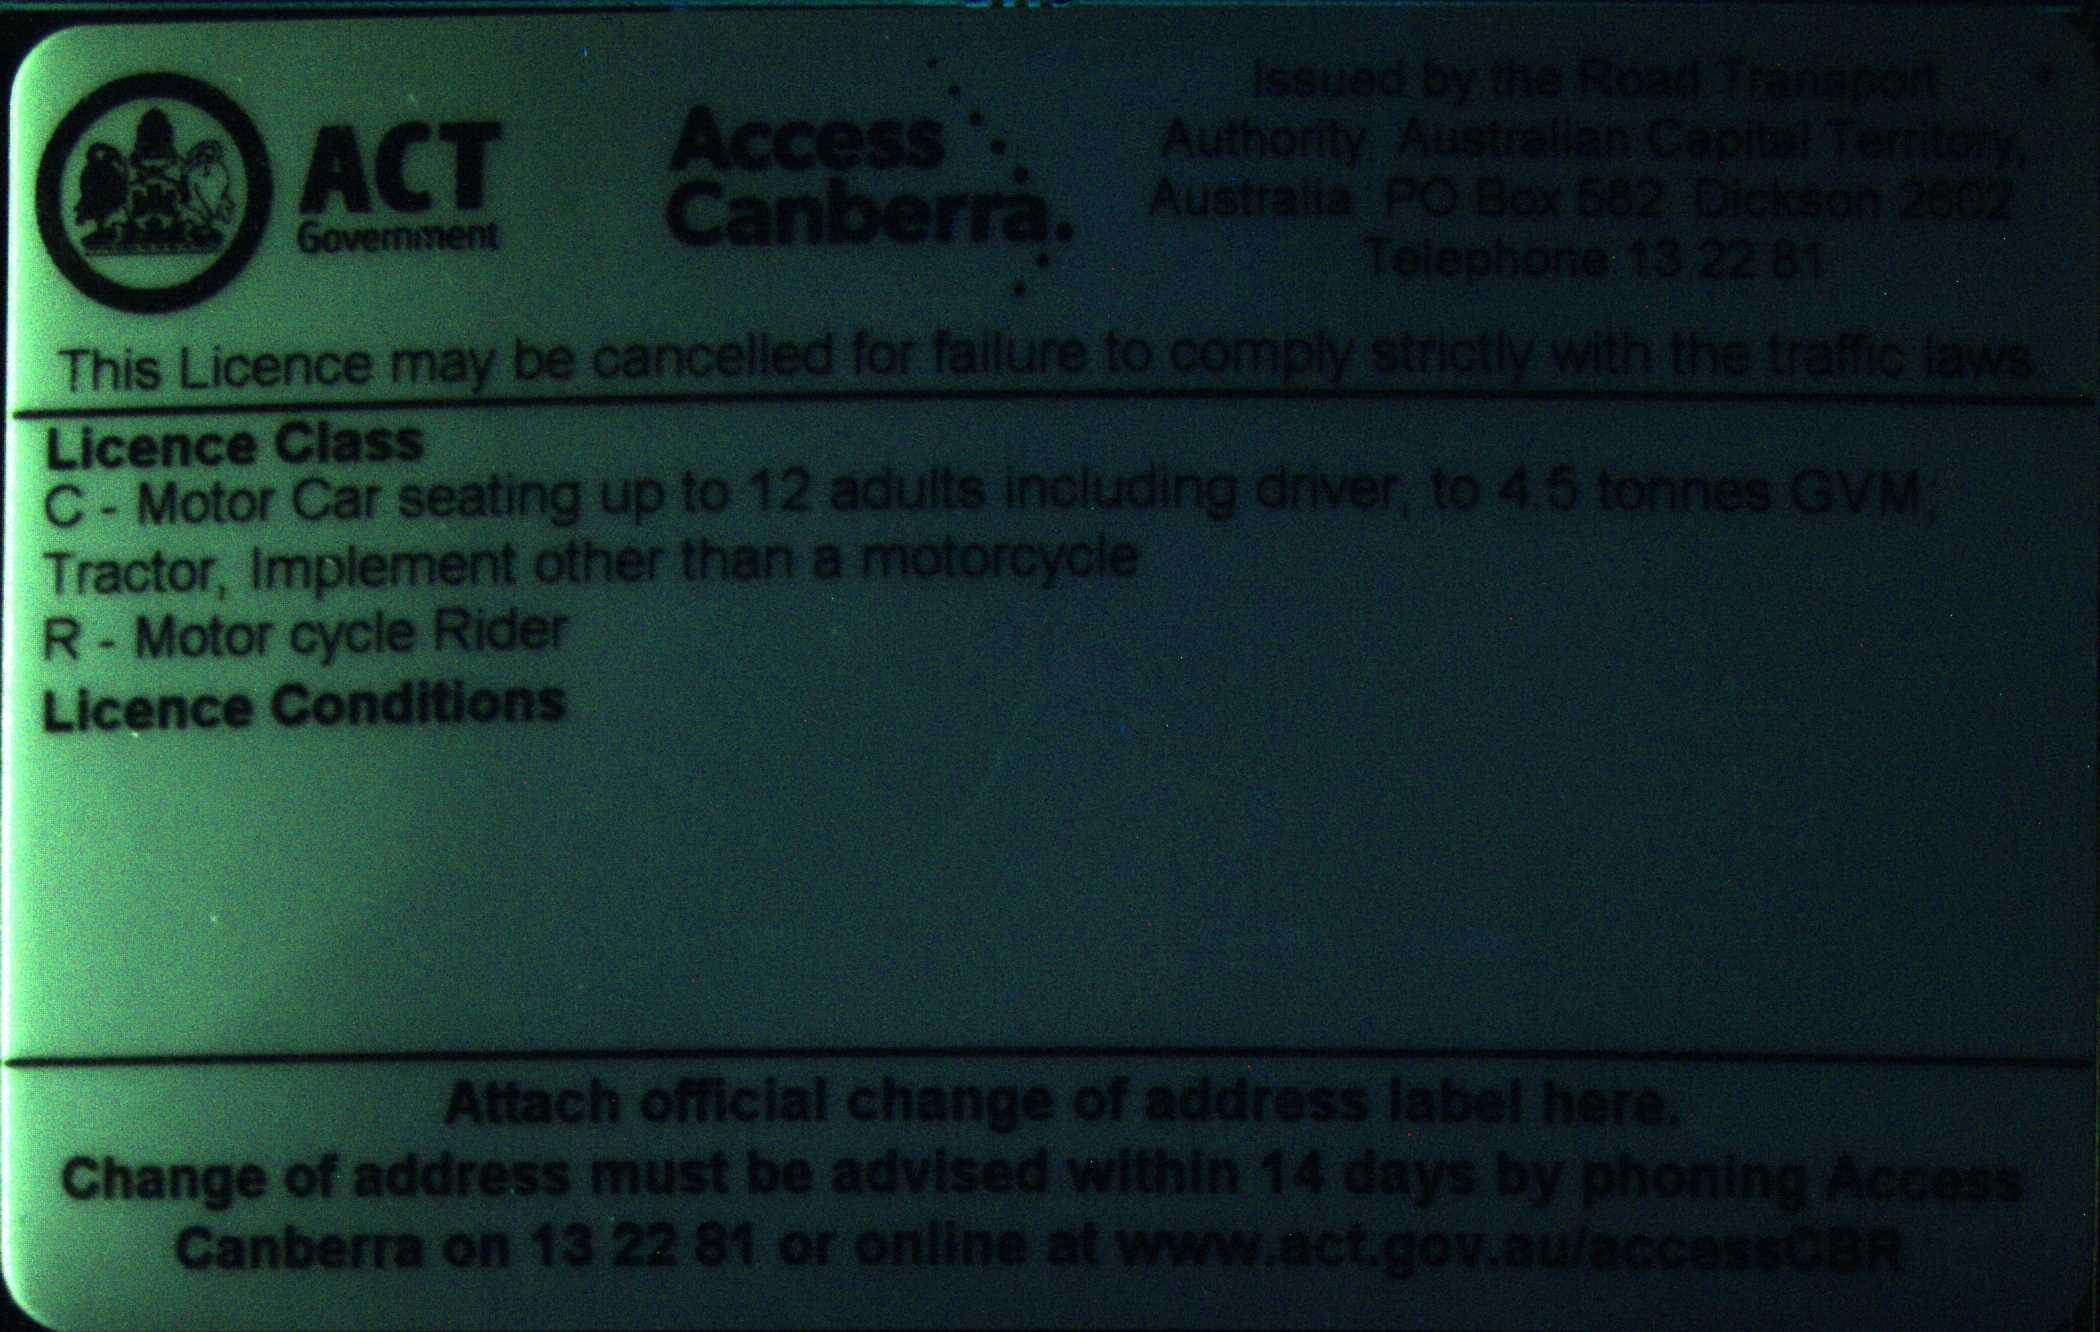 ACT
Government
Access
Canberra.
Issued by the Road Transport
Authority Australian Capital Territory,
Australia PO Box 582 Dickson 2602
Telephone 13 22 81
This Licence may be cancelled for failure to comply strictly with the traffic laws
Licence Class
C - Motor Car seating up to 12 adults including driver, to 4.5 tonnes GVM;
Tractor, Implement other than a motorcycle
R - Motor cycle Rider
Licence Conditions
Attach official change of address label here.
Change of address must be advised within 14 days by phoning Access
Canberra on 13 22 81 or online at www.act.gov.au/accessCBR